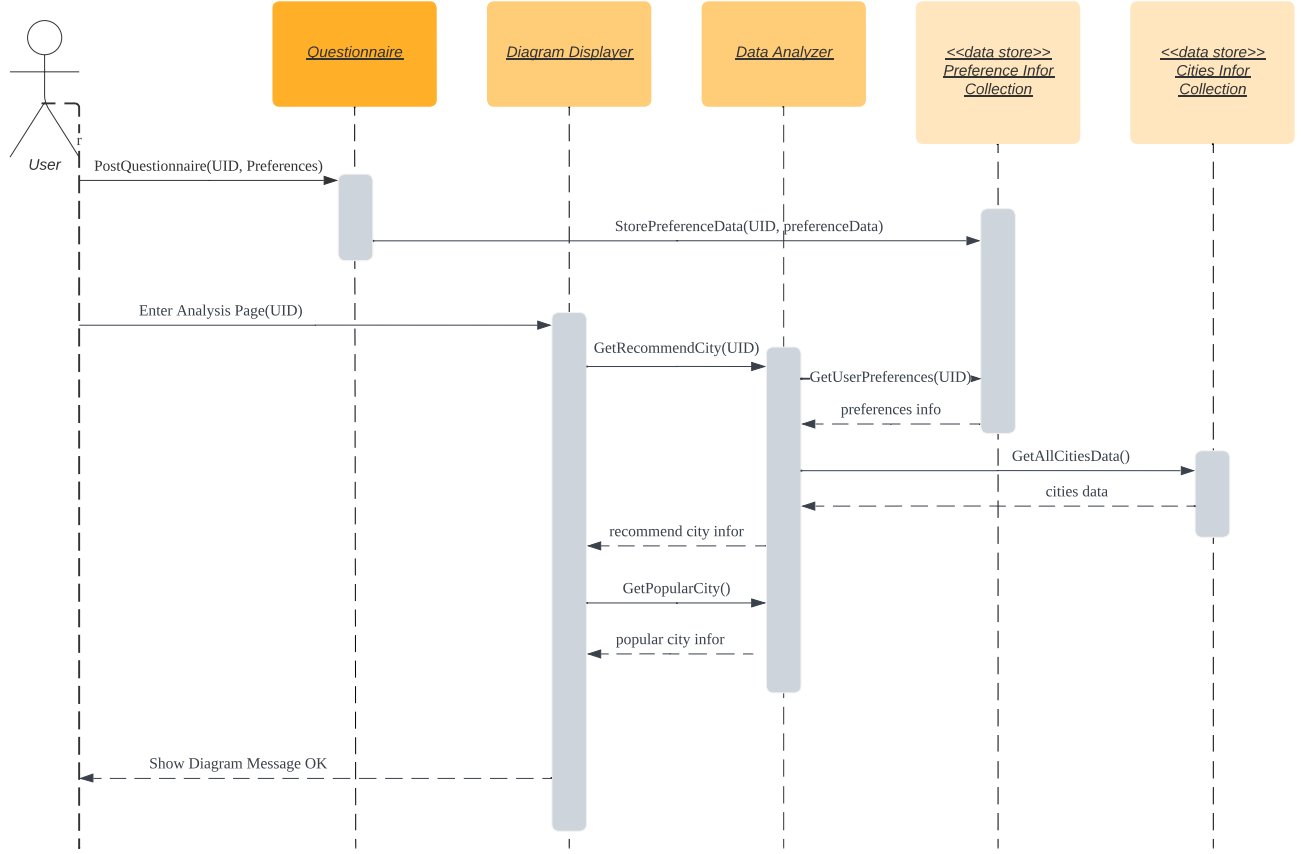 Questionnaire
Diagram Displayer
Data Analyzer
<<data store>>
Preference Infor
Collection
<<data store>>
Cities Infor
Collection
r
User
PostQuestionnaire(UID, Preferences)
StorePreferenceData(UID, preferenceData)
Enter Analysis Page(UID)
GetRecommendCity(UID)
GetUserPreferences(UID)
preferences info
GetAllCitiesData()
cities data
recommend city infor
GetPopularCity()
popular city infor
Show Diagram Message OK